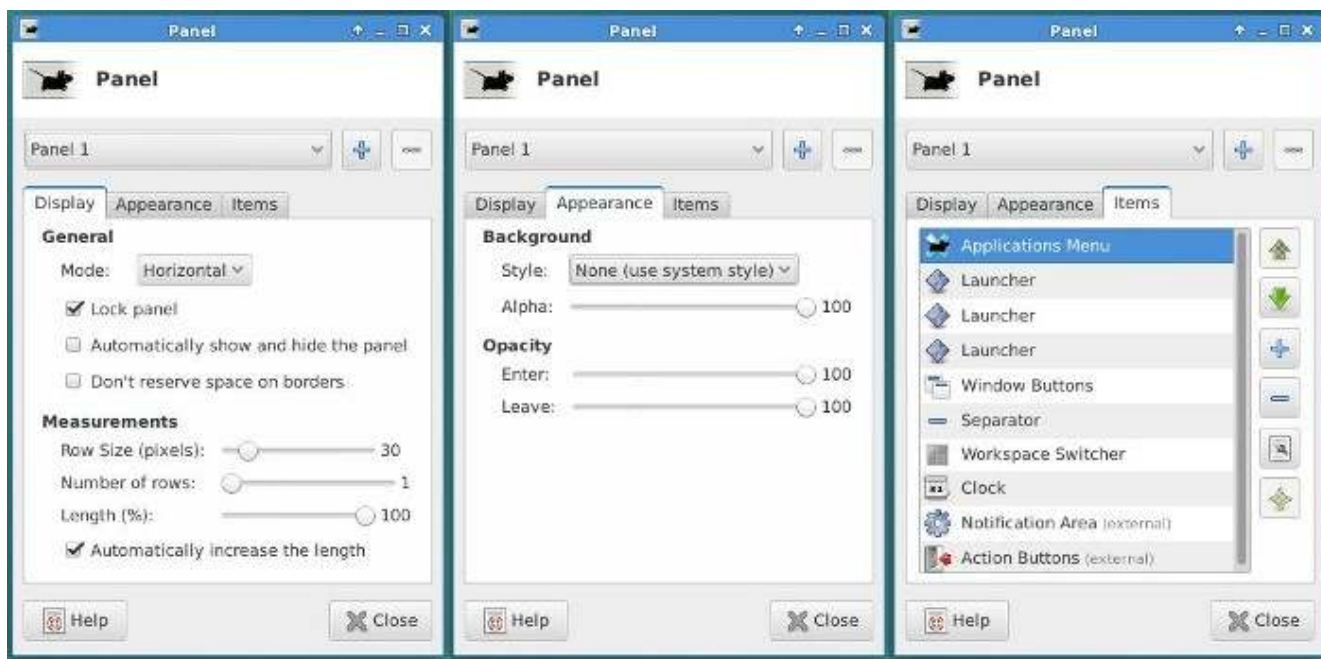 Panel
Panel
Panel 1
Display Appearance Items
General
Mode: Horizontal
Lock panel
Automatically show and hide the panel
Don't reserve space on borders
Measurements
Row Size (pixels): 30
Number of rows: 1
Length (%): 100
Automatically increase the length
Help Close
Panel
Panel
Panel 1
Display Appearance Items
Background
Style: None (use system style)
Alpha: 100
Opacity
Enter: 100
Leave: 100
Help Close
Panel
Panel
Panel 1
Display Appearance Items
Applications Menu
Launcher
Launcher
Launcher
Window Buttons
Separator
Workspace Switcher
Clock
Notification Area (external)
Action Buttons (external)
Help Close